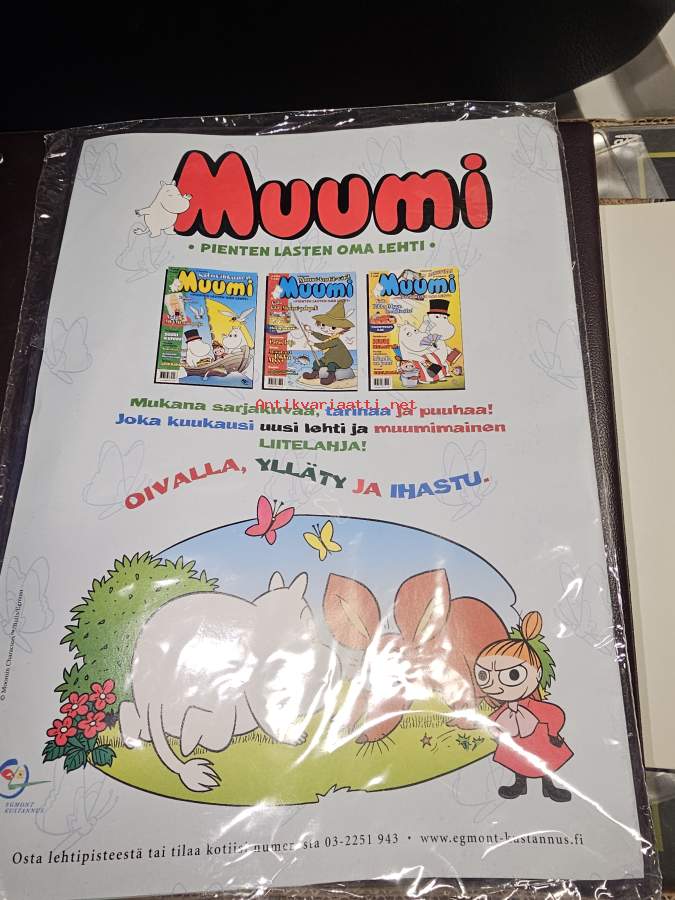 Muumi
• PIENTEN LASTEN OMA LEHTI •
Muumi
Muumi
Muumi
Antikvariaatti.net
Mukana sarjakuvaa, tarinaa ja puuhaa!
Joka kuukausi uusi lehti ja muumimainen
LIITELAHJA!
OIVALLA, YLLÄTY JA IHASTU.
© Moomin Characters
EGMONT
KUSTANNUS
Osta lehtipisteestä tai tilaa kotiisi numerosta 03-2251 943 • www.egmont-kustannus.fi